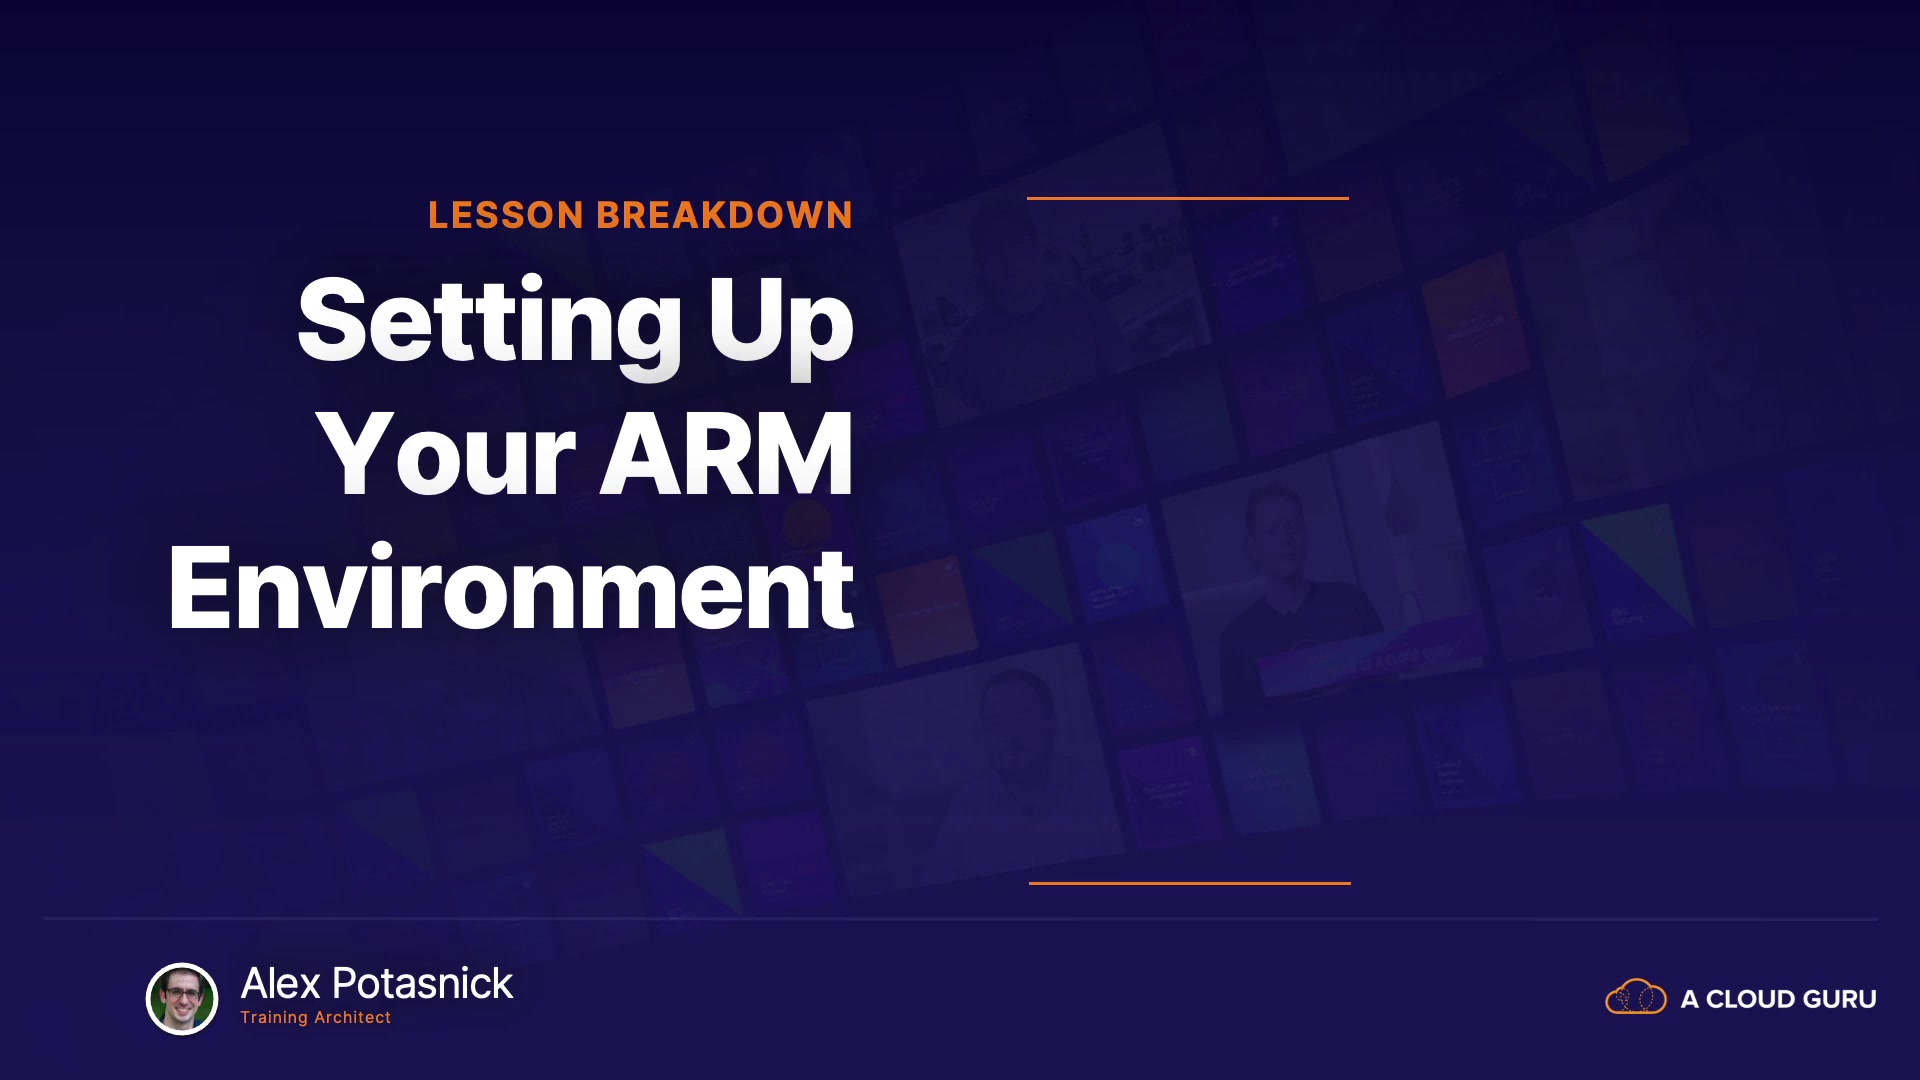 LESSON BREAKDOWN
Setting Up
Your ARM
Environment
Alex Potasnick
Training Architect
A CLOUD GURU